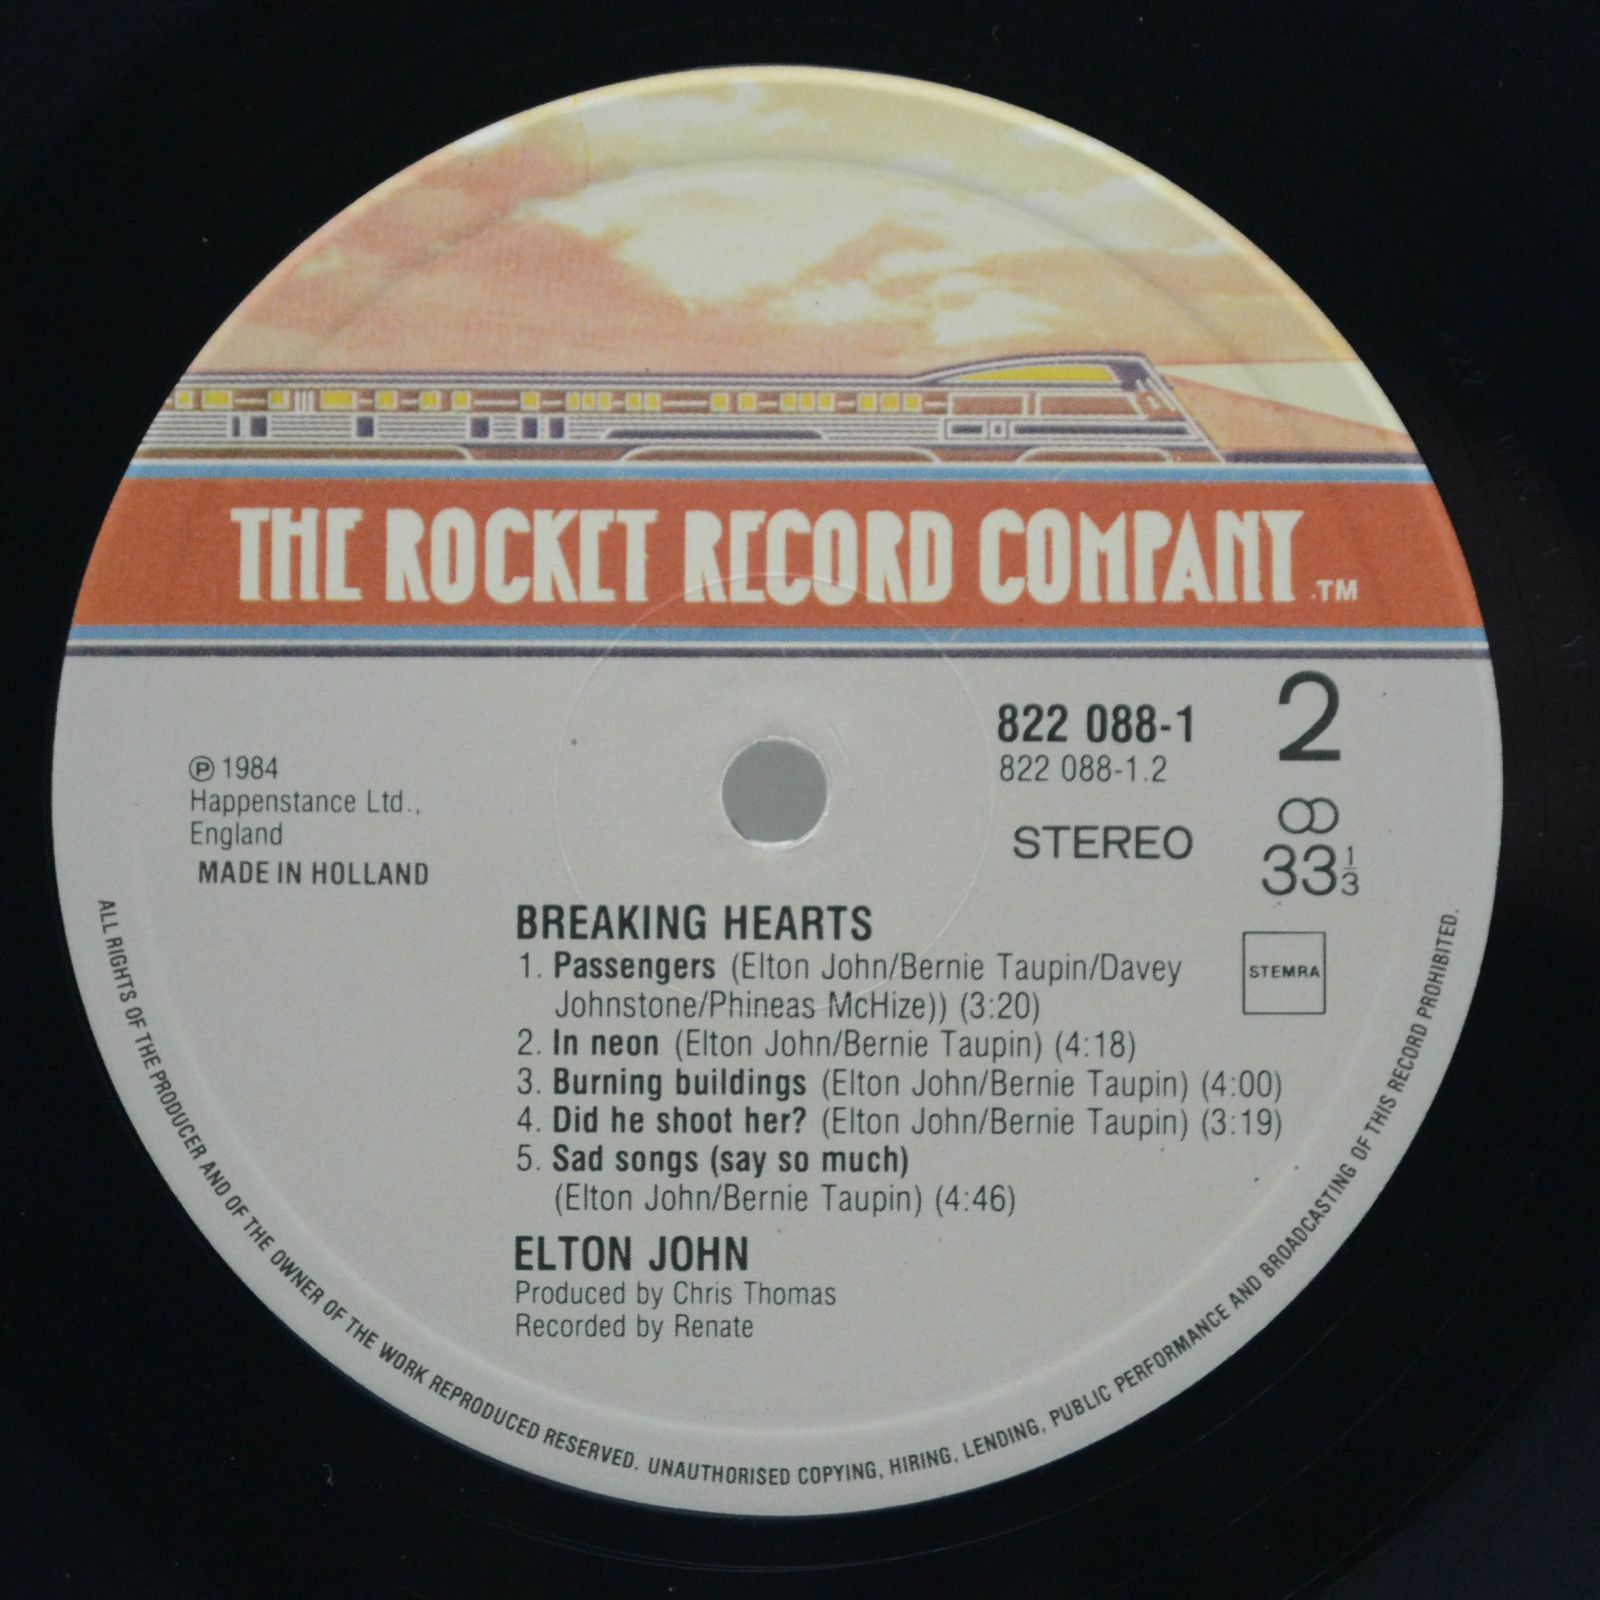 THE ROCKET RECORD COMPANY .TM
822 088-1
822 088-1.2
2
STEREO
33 1/3
℗ 1984
Happenstance Ltd.,
England
MADE IN HOLLAND
BREAKING HEARTS
1. Passengers (Elton John/Bernie Taupin/Davey
Johnstone/Phineas McHize)) (3:20)
2. In neon (Elton John/Bernie Taupin) (4:18)
3. Burning buildings (Elton John/Bernie Taupin) (4:00)
4. Did he shoot her? (Elton John/Bernie Taupin) (3:19)
5. Sad songs (say so much)
(Elton John/Bernie Taupin) (4:46)
STEMRA
ELTON JOHN
Produced by Chris Thomas
Recorded by Renate
ALL RIGHTS OF THE PRODUCER AND OF THE OWNER OF THE WORK REPRODUCED RESERVED. UNAUTHORISED COPYING, HIRING, LENDING, PUBLIC PERFORMANCE AND BROADCASTING OF THIS RECORD PROHIBITED.